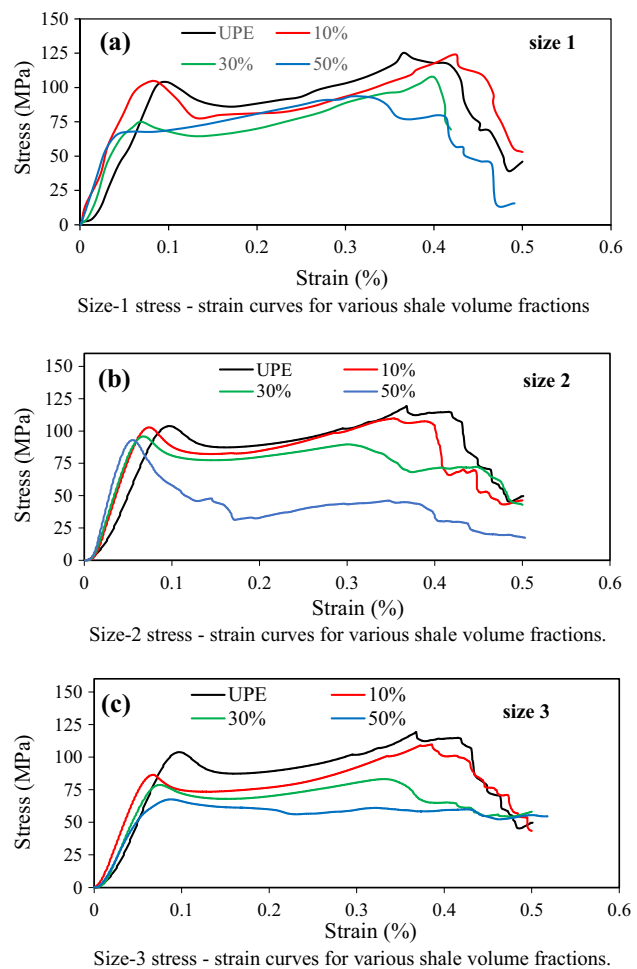 (a)
size 1
UPE 10%
30% 50%
150
125
100
75
50
25
0
Stress (MPa)
0 0.1 0.2 0.3 0.4 0.5 0.6
Strain (%)
Size-1 stress - strain curves for various shale volume fractions
(b)
size 2
UPE 10%
30% 50%
150
125
100
75
50
25
0
Stress (MPa)
0 0.1 0.2 0.3 0.4 0.5 0.6
Strain (%)
Size-2 stress - strain curves for various shale volume fractions.
(c)
size 3
UPE 10%
30% 50%
150
125
100
75
50
25
0
Stress (MPa)
0 0.1 0.2 0.3 0.4 0.5 0.6
Strain (%)
Size-3 stress - strain curves for various shale volume fractions.